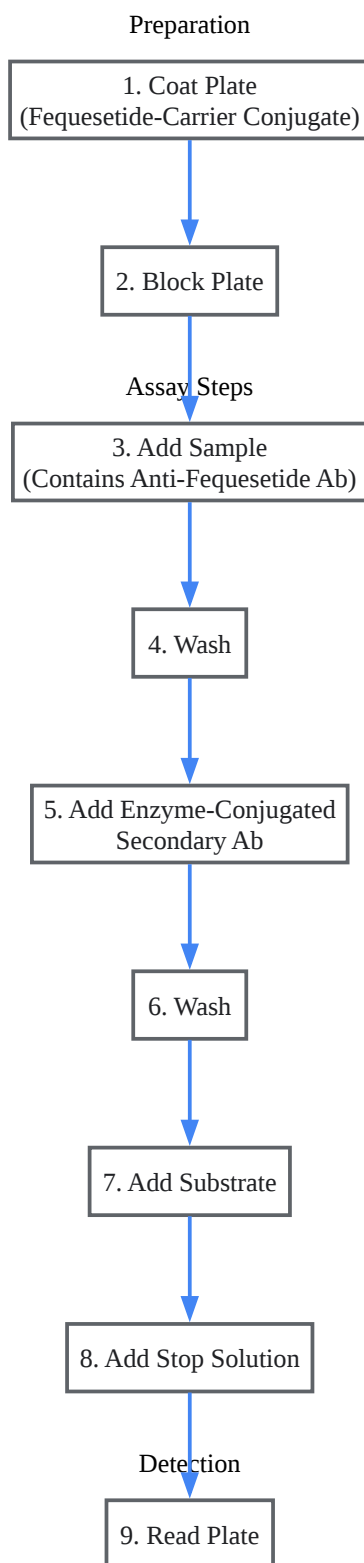 Preparation
1. Coat Plate
(Fequesetide-Carrier Conjugate)
2. Block Plate
Assay Steps
3. Add Sample
(Contains Anti-Fequesetide Ab)
4. Wash
5. Add Enzyme-Conjugated
Secondary Ab
6. Wash
7. Add Substrate
8. Add Stop Solution
Detection
9. Read Plate